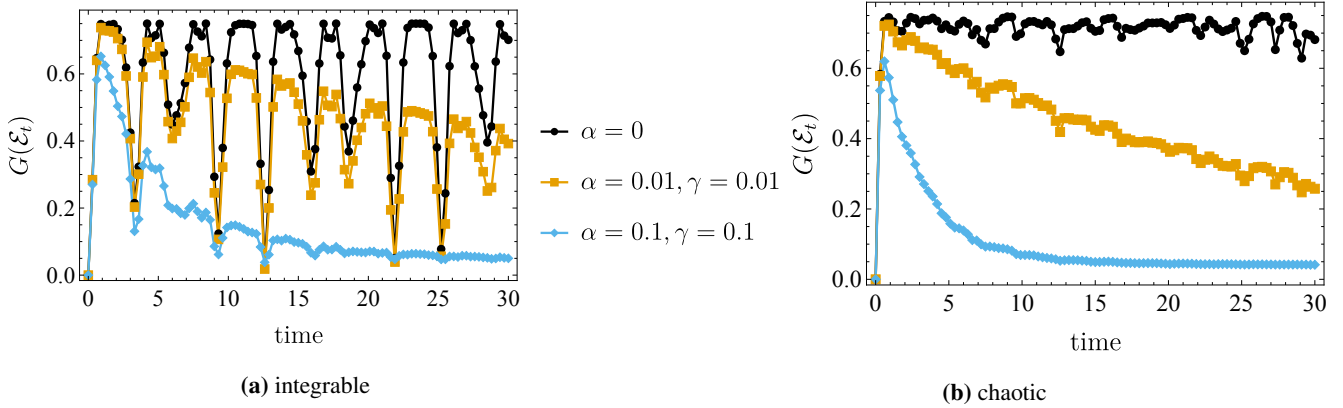 G(ℰ_t)
0.6
0.4
0.2
0.0
0 5 10 15 20 25 30
time
(a) integrable
α = 0
α = 0.01, γ = 0.01
α = 0.1, γ = 0.1
G(ℰ_t)
0.6
0.4
0.2
0.0
0 5 10 15 20 25 30
time
(b) chaotic